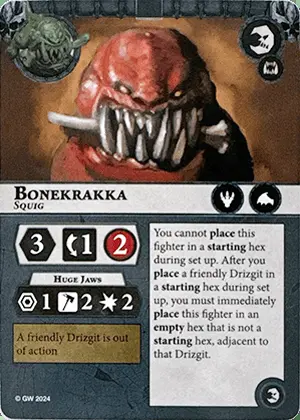 BONEKRAKKA
SQUIG
3 1 2
HUGE JAWS
1 2 2
A friendly Drizgit is out
of action
You cannot place this
fighter in a starting hex
during set up. After you
place a friendly Drizgit in
a starting hex during set
up, you must immediately
place this fighter in an
empty hex that is not a
starting hex, adjacent to
that Drizgit.
© GW 2024